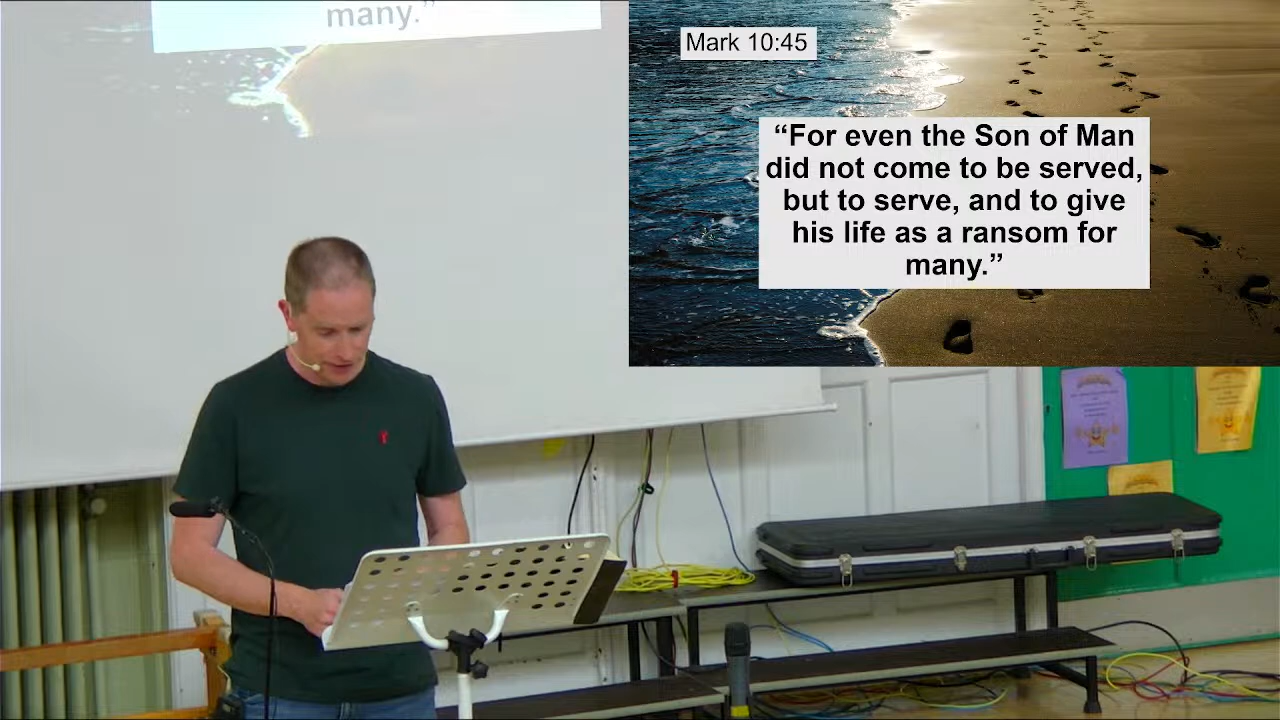 many.”
Mark 10:45
“For even the Son of Man
did not come to be served,
but to serve, and to give
his life as a ransom for
many.”